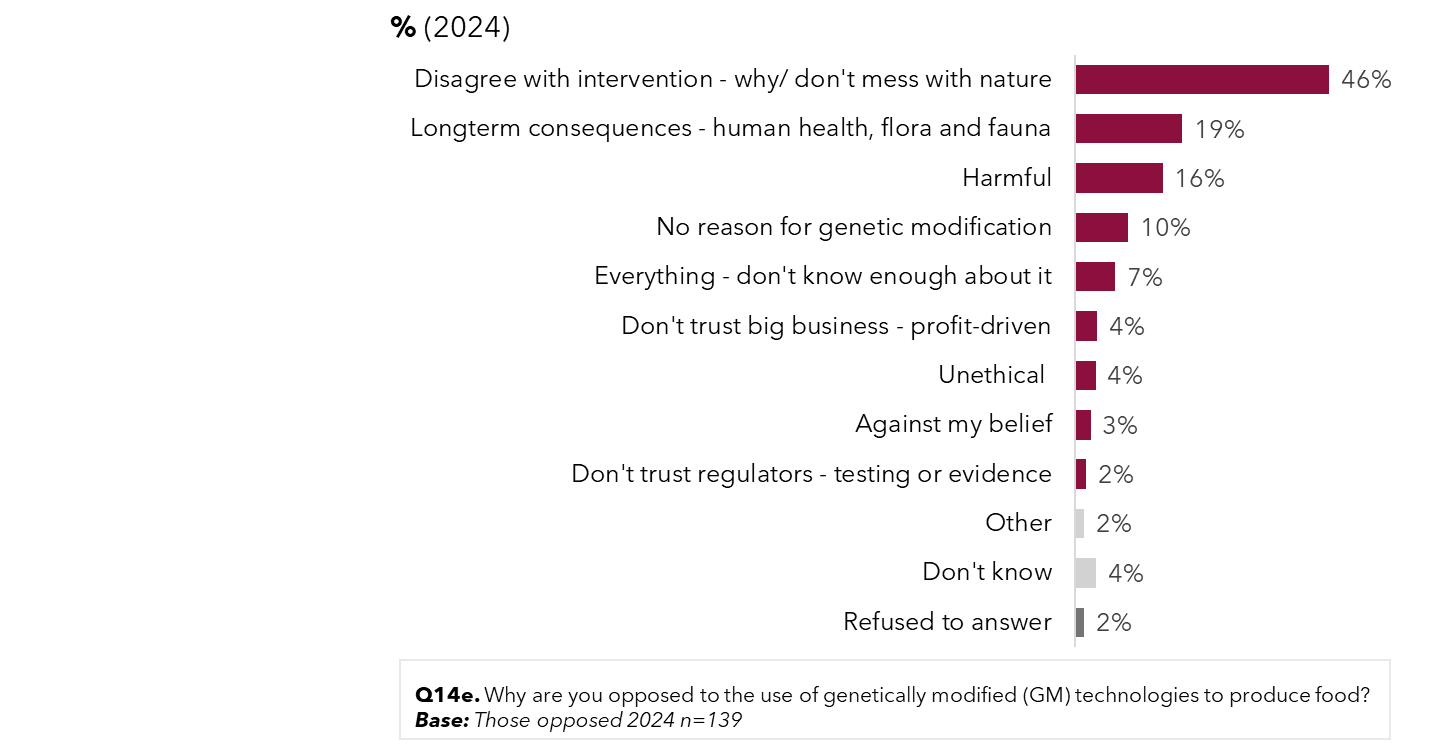 % (2024)
Disagree with intervention - why/ don't mess with nature 46%
Longterm consequences - human health, flora and fauna 19%
Harmful 16%
No reason for genetic modification 10%
Everything - don't know enough about it 7%
Don't trust big business - profit-driven 4%
Unethical 4%
Against my belief 3%
Don't trust regulators - testing or evidence 2%
Other 2%
Don't know 4%
Refused to answer 2%
Q14e. Why are you opposed to the use of genetically modified (GM) technologies to produce food?
Base: Those opposed 2024 n=139